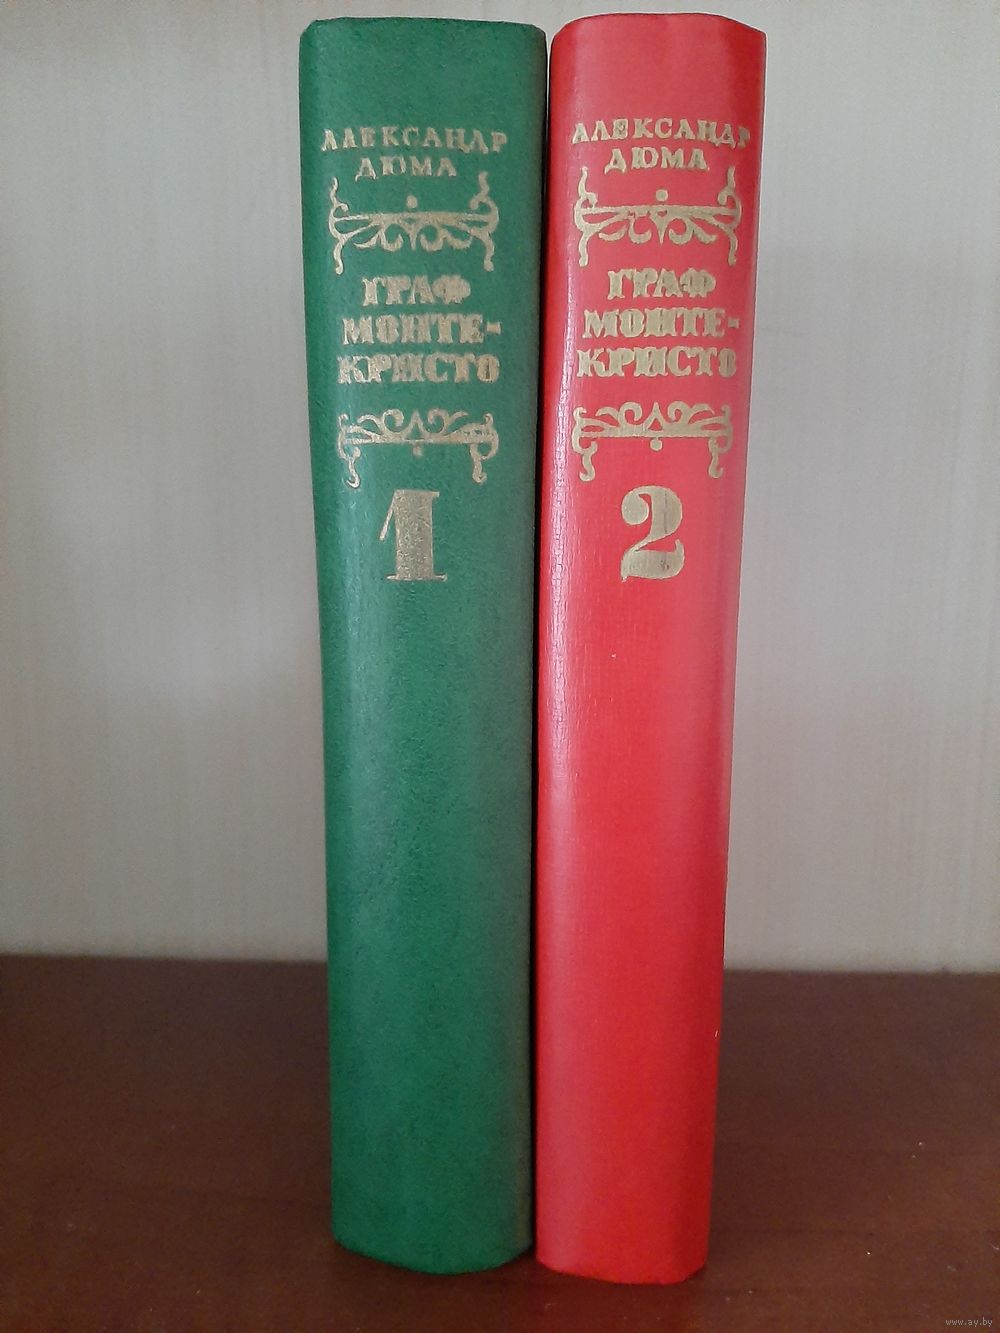 АЛЕКСАНДР
ДЮМА
ГРАФ
МОНТЕ-
КРИСТО
1
АЛЕКСАНДР
ДЮМА
ГРАФ
МОНТЕ-
КРИСТО
2
www.ay.by